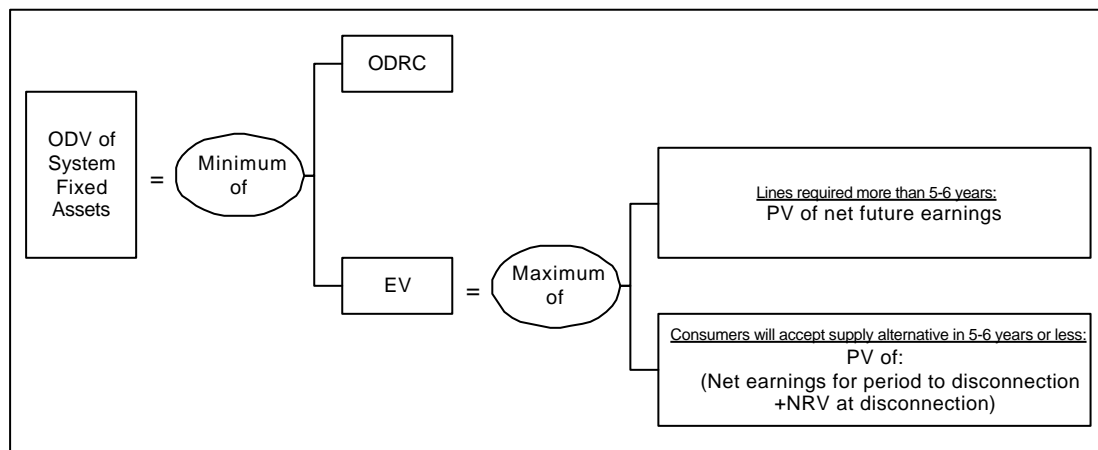 ODV of
System
Fixed
Assets
=
Minimum
of
ODRC
EV
=
Maximum
of
Lines required more than 5-6 years:
PV of net future earnings
Consumers will accept supply alternative in 5-6 years or less:
PV of:
(Net earnings for period to disconnection
+NRV at disconnection)